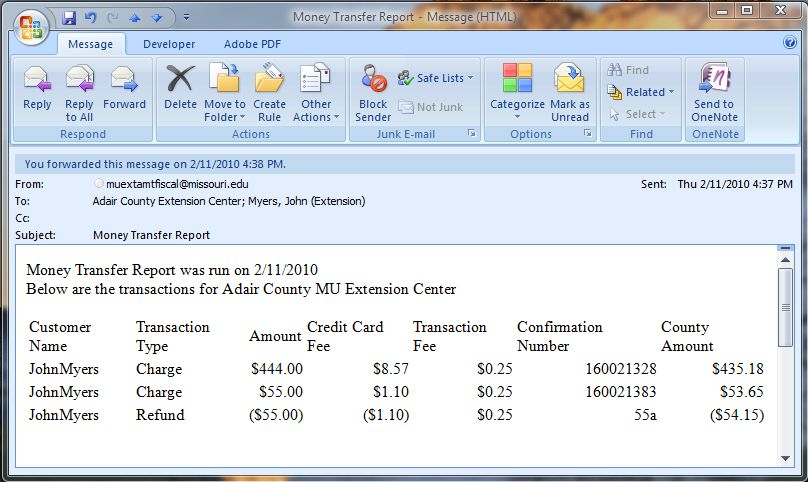 Money Transfer Report - Message (HTML)
Message Developer Adobe PDF
Reply Reply to All Forward Delete Move to Folder Create Rule Other Actions Block Sender Safe Lists Not Junk Categorize Mark as Unread Find Related Select Send to OneNote
Respond Actions Junk E-mail Options Find OneNote
You forwarded this message on 2/11/2010 4:38 PM.
From: muextamtfiscal@missouri.edu Sent: Thu 2/11/2010 4:37 PM
To: Adair County Extension Center; Myers, John (Extension)
Cc:
Subject: Money Transfer Report
Money Transfer Report was run on 2/11/2010
Below are the transactions for Adair County MU Extension Center
Customer Name Transaction Type Amount Credit Card Fee Transaction Fee Confirmation Number County Amount
JohnMyers Charge $444.00 $8.57 $0.25 160021328 $435.18
JohnMyers Charge $55.00 $1.10 $0.25 160021383 $53.65
JohnMyers Refund ($55.00) ($1.10) $0.25 55a ($54.15)